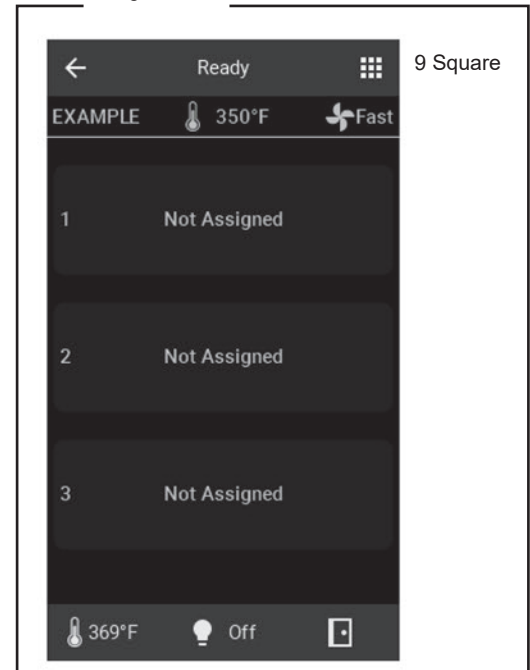 Ready
9 Square
EXAMPLE 350°F Fast
1 Not Assigned
2 Not Assigned
3 Not Assigned
369°F Off